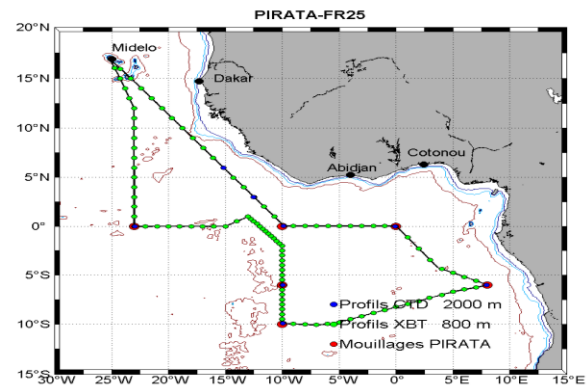 PIRATA-FR25
20°N
Midelo
15°N
Dakar
10°N
Cotonou
Abidjan
5°N
0°
5°S
Profils CTD 2000 m
10°S
Profils XBT 800 m
Mouillages PIRATA
15°S
30°W 25°W 20°W 15°W 10°W 5°W 0°E 5°E 10°E 15°E